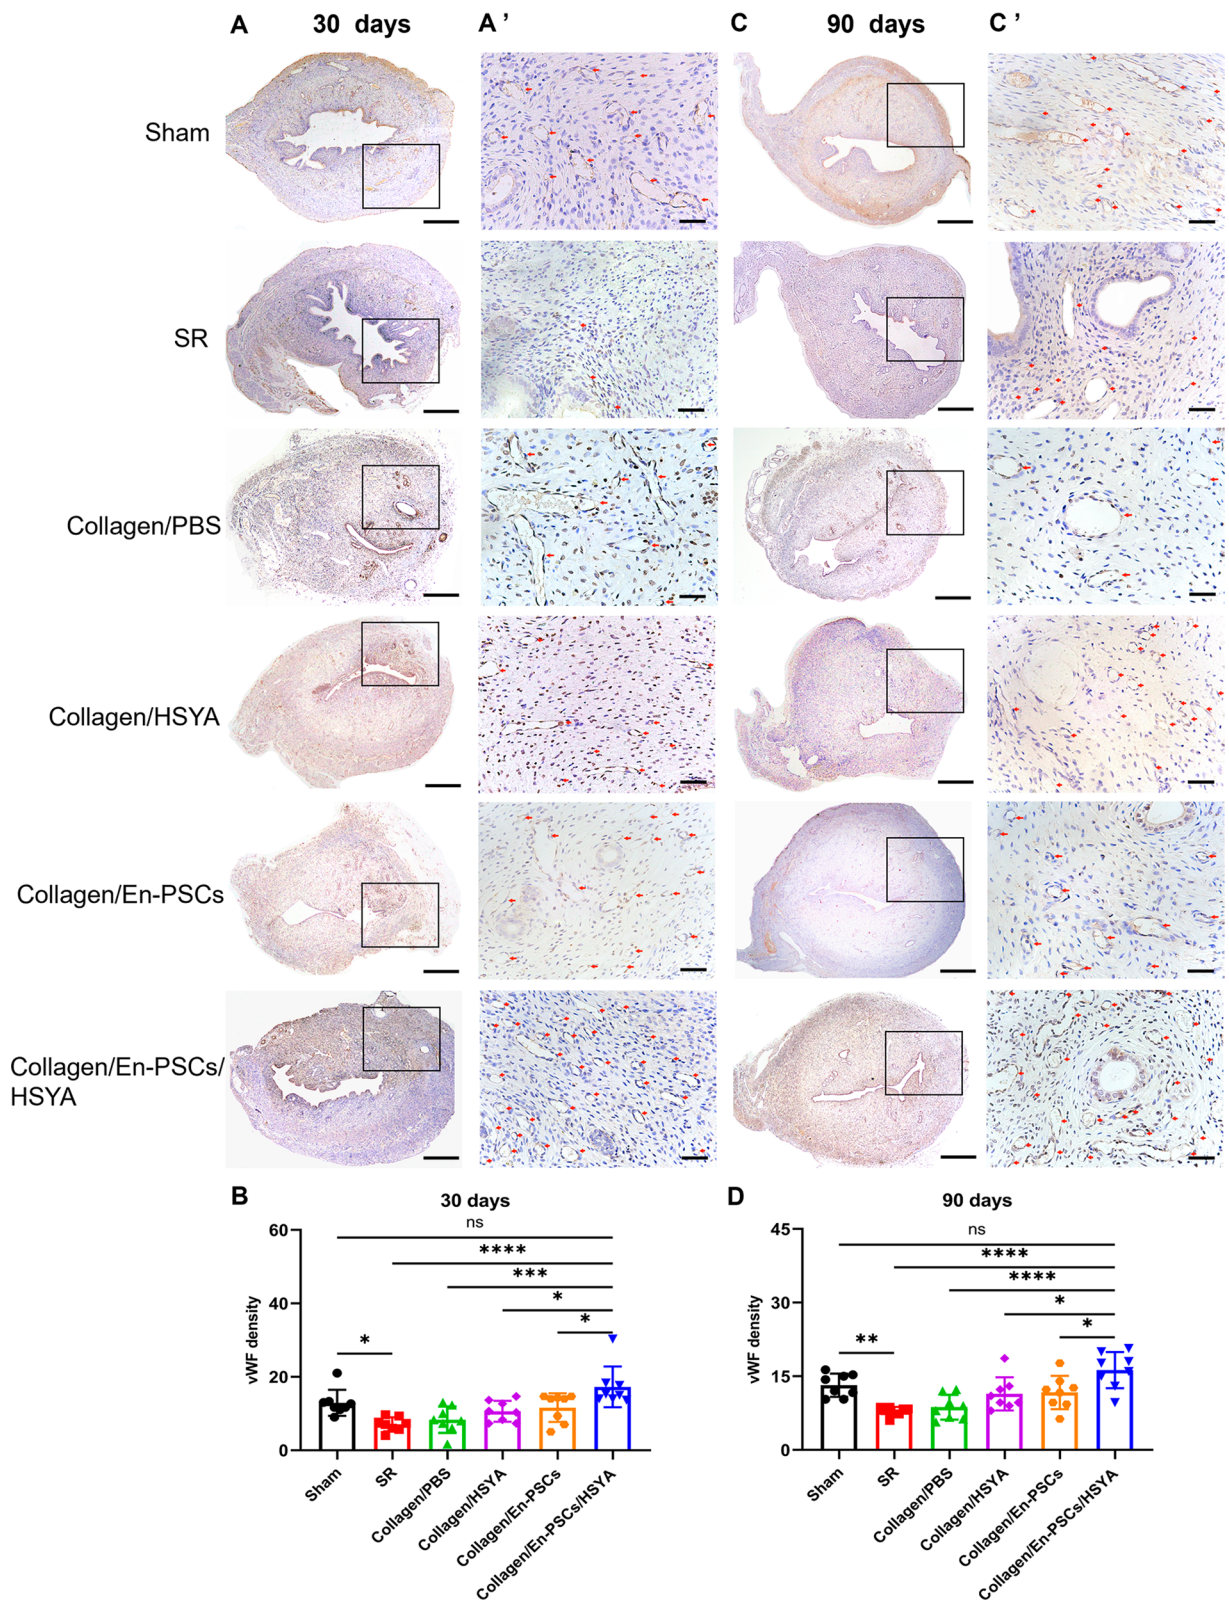 A 30 days A ’ C 90 days C ’
Sham
SR
Collagen/PBS
Collagen/HSYA
Collagen/En-PSCs
Collagen/En-PSCs/
HSYA
B 30 days
ns
****
***
*
*
*
60
40
20
0
vWF density
Sham
SR
Collagen/PBS
Collagen/HSYA
Collagen/En-PSCs
Collagen/En-PSCs/HSYA
D 90 days
ns
****
****
*
*
**
45
30
15
0
vWF density
Sham
SR
Collagen/PBS
Collagen/HSYA
Collagen/En-PSCs
Collagen/En-PSCs/HSYA